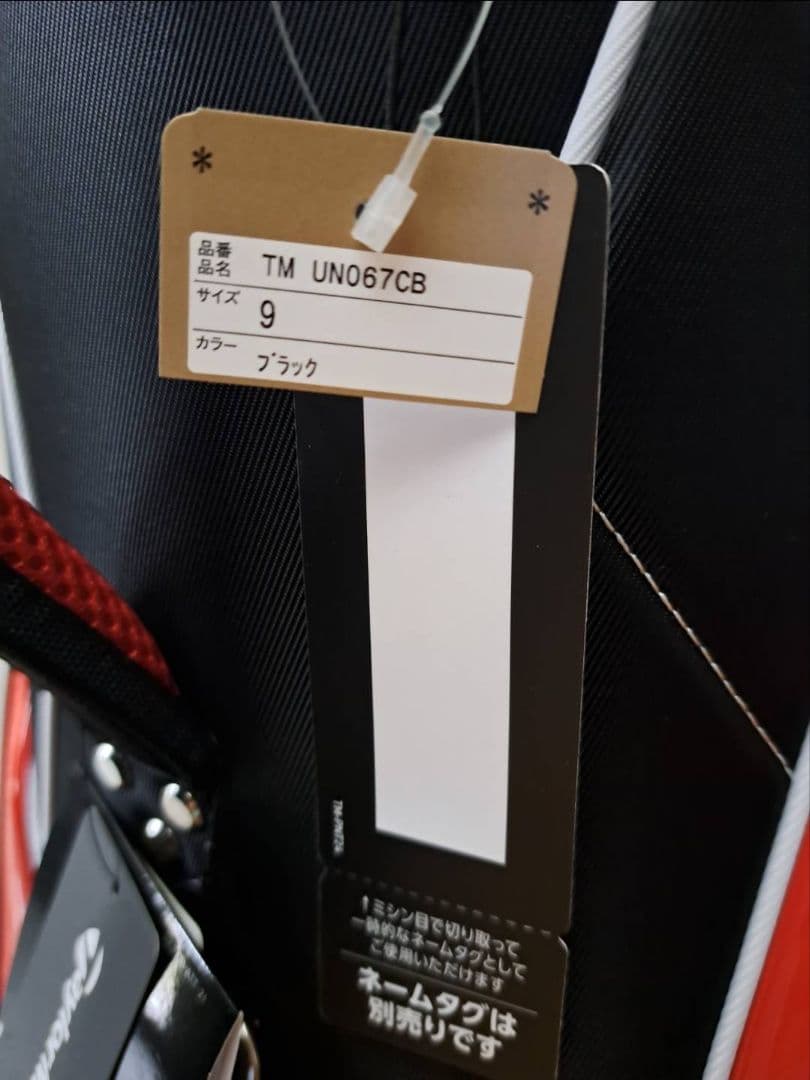 *
*
品番
品名 TM UN067CB
サイズ 9
カラー ブラック
↑ミシン目で切り取って
一時的なネームタグとして
ご使用いただけます
ネームタグは
別売りです